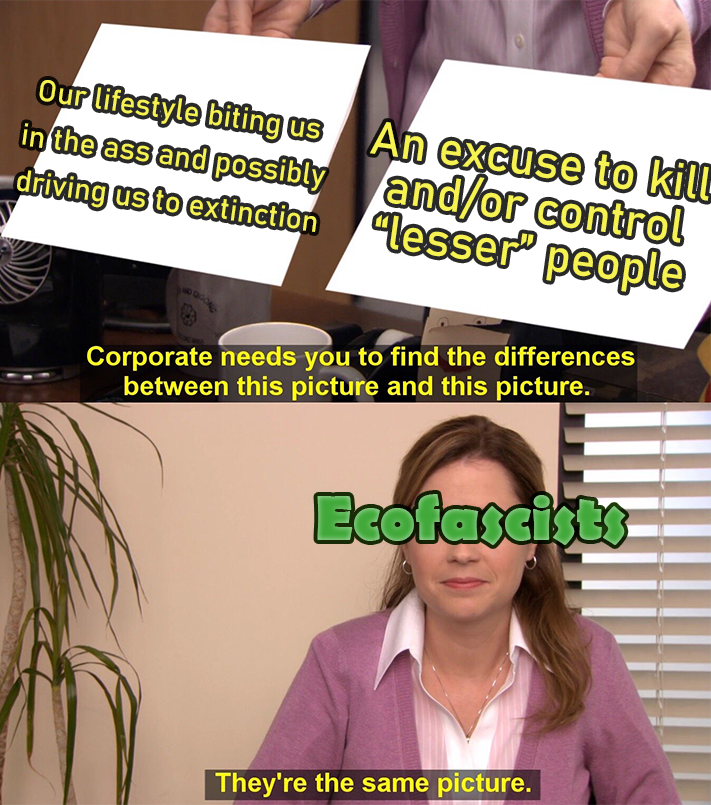 Our lifestyle biting us
in the ass and possibly
driving us to extinction
An excuse to kill
and/or control
“lesser” people
Corporate needs you to find the differences
between this picture and this picture.
Ecofascists
They're the same picture.